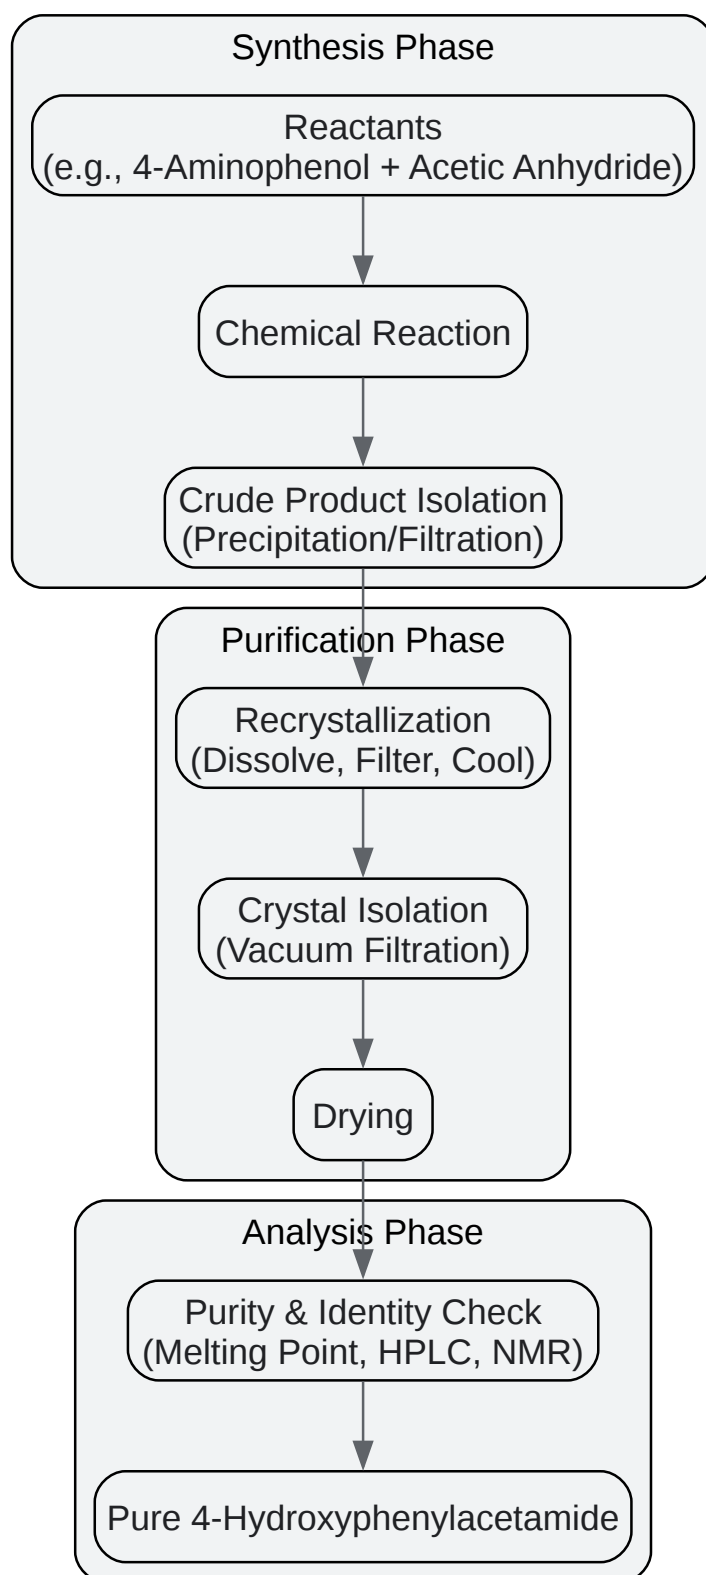 Synthesis Phase
Reactants
(e.g., 4-Aminophenol + Acetic Anhydride)
Chemical Reaction
Crude Product Isolation
(Precipitation/Filtration)
Purification Phase
Recrystallization
(Dissolve, Filter, Cool)
Crystal Isolation
(Vacuum Filtration)
Drying
Analysis Phase
Purity & Identity Check
(Melting Point, HPLC, NMR)
Pure 4-Hydroxyphenylacetamide